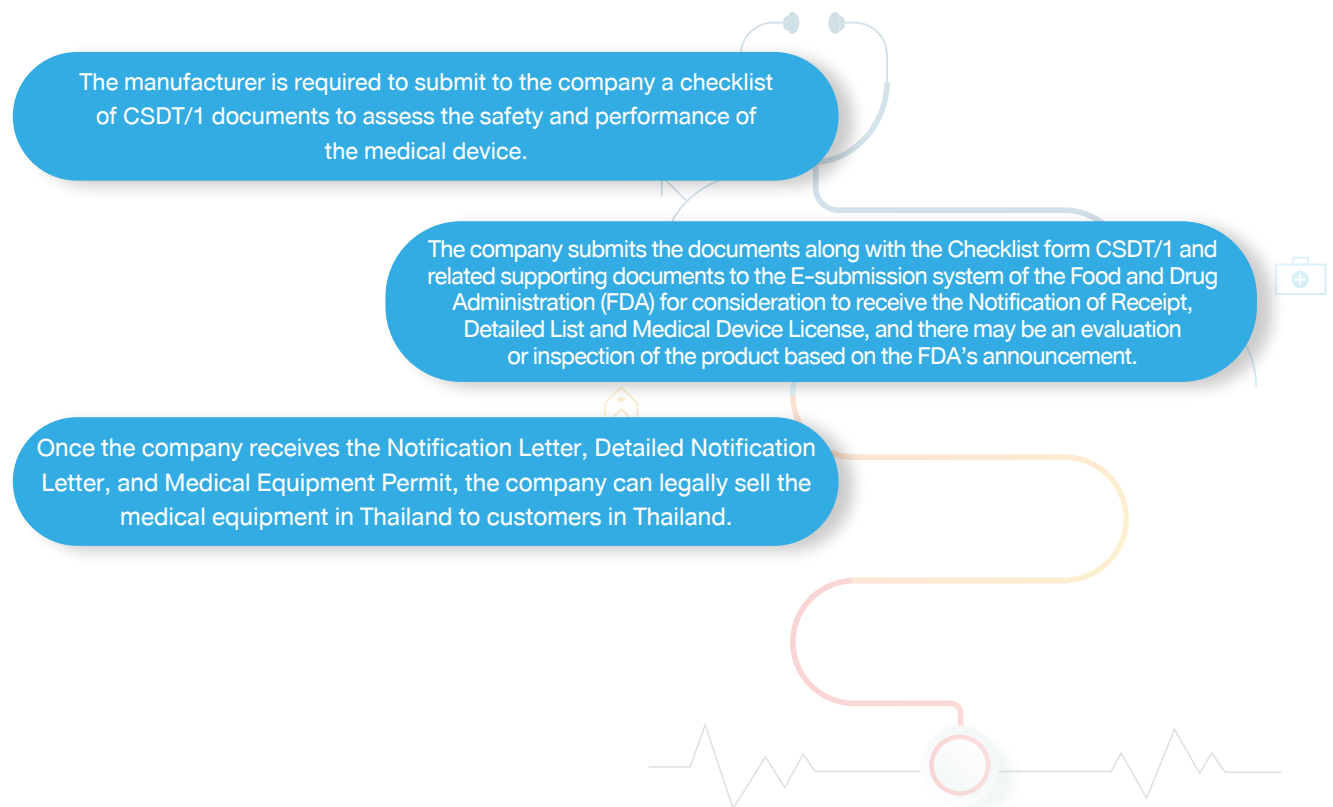 The manufacturer is required to submit to the company a checklist
of CSDT/1 documents to assess the safety and performance of
the medical device.
The company submits the documents along with the Checklist form CSDT/1 and
related supporting documents to the E-submission system of the Food and Drug
Administration (FDA) for consideration to receive the Notification of Receipt,
Detailed List and Medical Device License, and there may be an evaluation
or inspection of the product based on the FDA's announcement.
Once the company receives the Notification Letter, Detailed Notification
Letter, and Medical Equipment Permit, the company can legally sell the
medical equipment in Thailand to customers in Thailand.